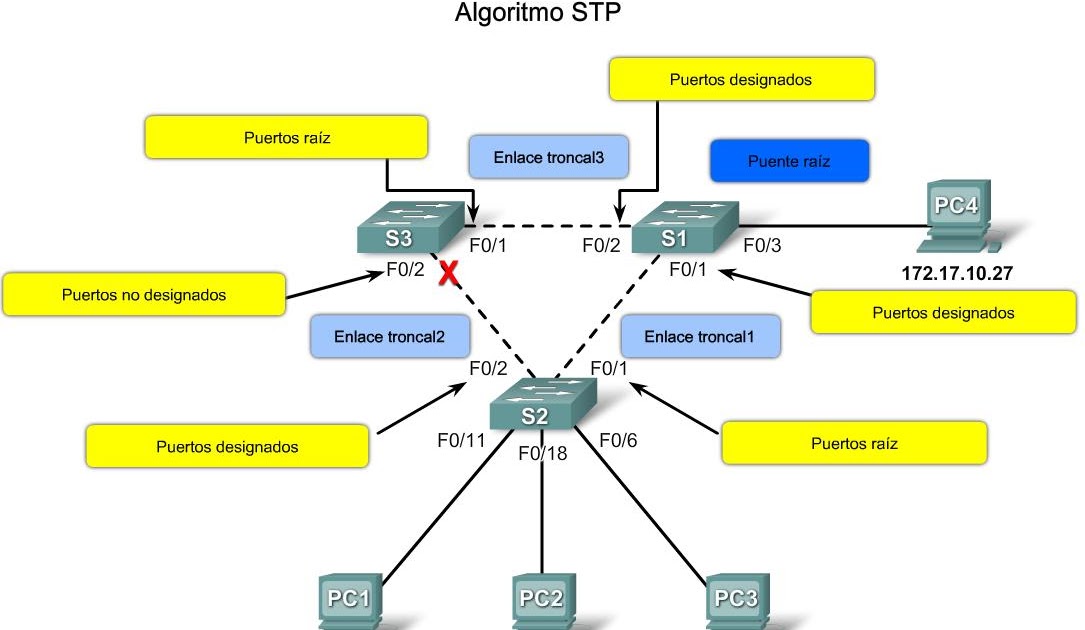 Algoritmo STP
Puertos designados
Puertos raíz
Enlace troncal3
Puente raíz
PC4
S3
S1
F0/1
F0/2
F0/3
F0/2
X
F0/1
172.17.10.27
Puertos no designados
Puertos designados
Enlace troncal2
Enlace troncal1
F0/2
F0/1
S2
Puertos designados
F0/11
F0/18
F0/6
Puertos raíz
PC1
PC2
PC3